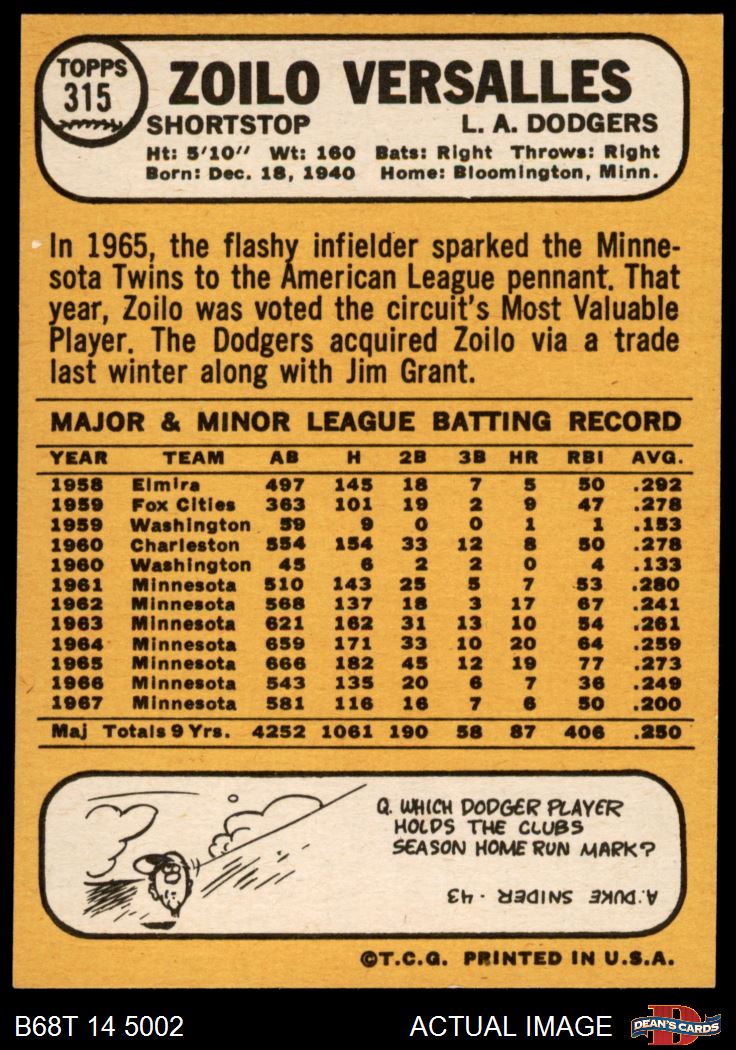 TOPPS
315
ZOILO VERSALLES
SHORTSTOP L. A. DODGERS
Ht: 5'10" Wt: 160 Bats: Right Throws: Right
Born: Dec. 18, 1940 Home: Bloomington, Minn.
In 1965, the flashy infielder sparked the Minne-
sota Twins to the American League pennant. That
year, Zoilo was voted the circuit's Most Valuable
Player. The Dodgers acquired Zoilo via a trade
last winter along with Jim Grant.
MAJOR & MINOR LEAGUE BATTING RECORD
YEAR TEAM AB H 2B 3B HR RBI AVG.
1958 Elmira 497 145 18 7 5 50 .292
1959 Fox Cities 363 101 19 2 9 47 .278
1959 Washington 59 9 0 0 1 1 .153
1960 Charleston 554 154 33 12 8 50 .278
1960 Washington 45 6 2 2 0 4 .133
1961 Minnesota 510 143 25 5 7 53 .280
1962 Minnesota 568 137 18 3 17 67 .241
1963 Minnesota 621 162 31 13 10 54 .261
1964 Minnesota 659 171 33 10 20 64 .259
1965 Minnesota 666 182 45 12 19 77 .273
1966 Minnesota 543 135 20 6 7 36 .249
1967 Minnesota 581 116 16 7 6 50 .200
Maj Totals 9 Yrs. 4252 1061 190 58 87 406 .250
Q. WHICH DODGER PLAYER
HOLDS THE CLUBS
SEASON HOME RUN MARK?
A: DUKE SNIDER - 43
©T.C.G. PRINTED IN U.S.A.
B68T 14 5002 ACTUAL IMAGE
DEAN'S CARDS